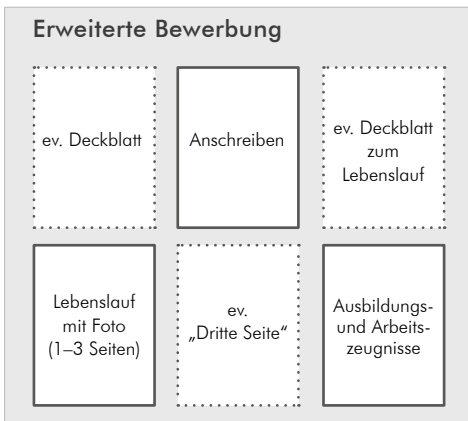 Erweiterte Bewerbung
ev. Deckblatt
Anschreiben
ev. Deckblatt
zum
Lebenslauf
Lebenslauf
mit Foto
(1–3 Seiten)
ev.
„Dritte Seite“
Ausbildungs-
und Arbeits-
zeugnisse